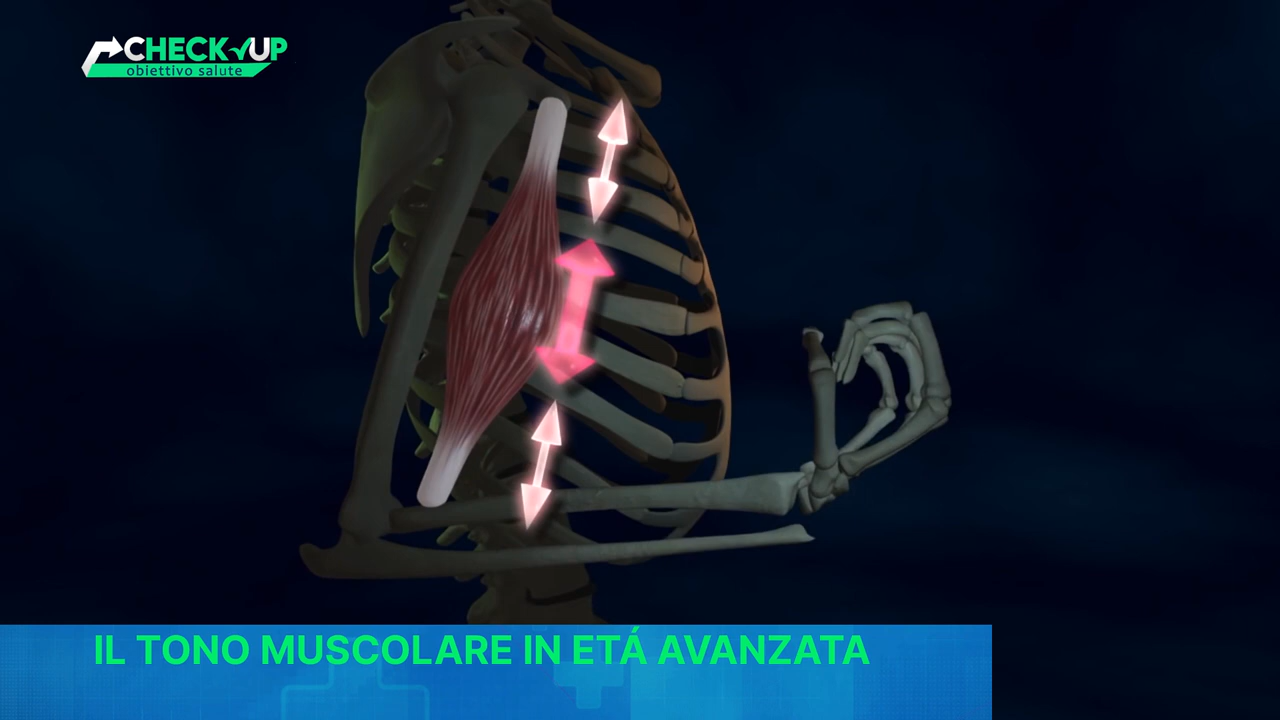 CHECK✓UP
obiettivo salute
IL TONO MUSCOLARE IN ETÁ AVANZATA